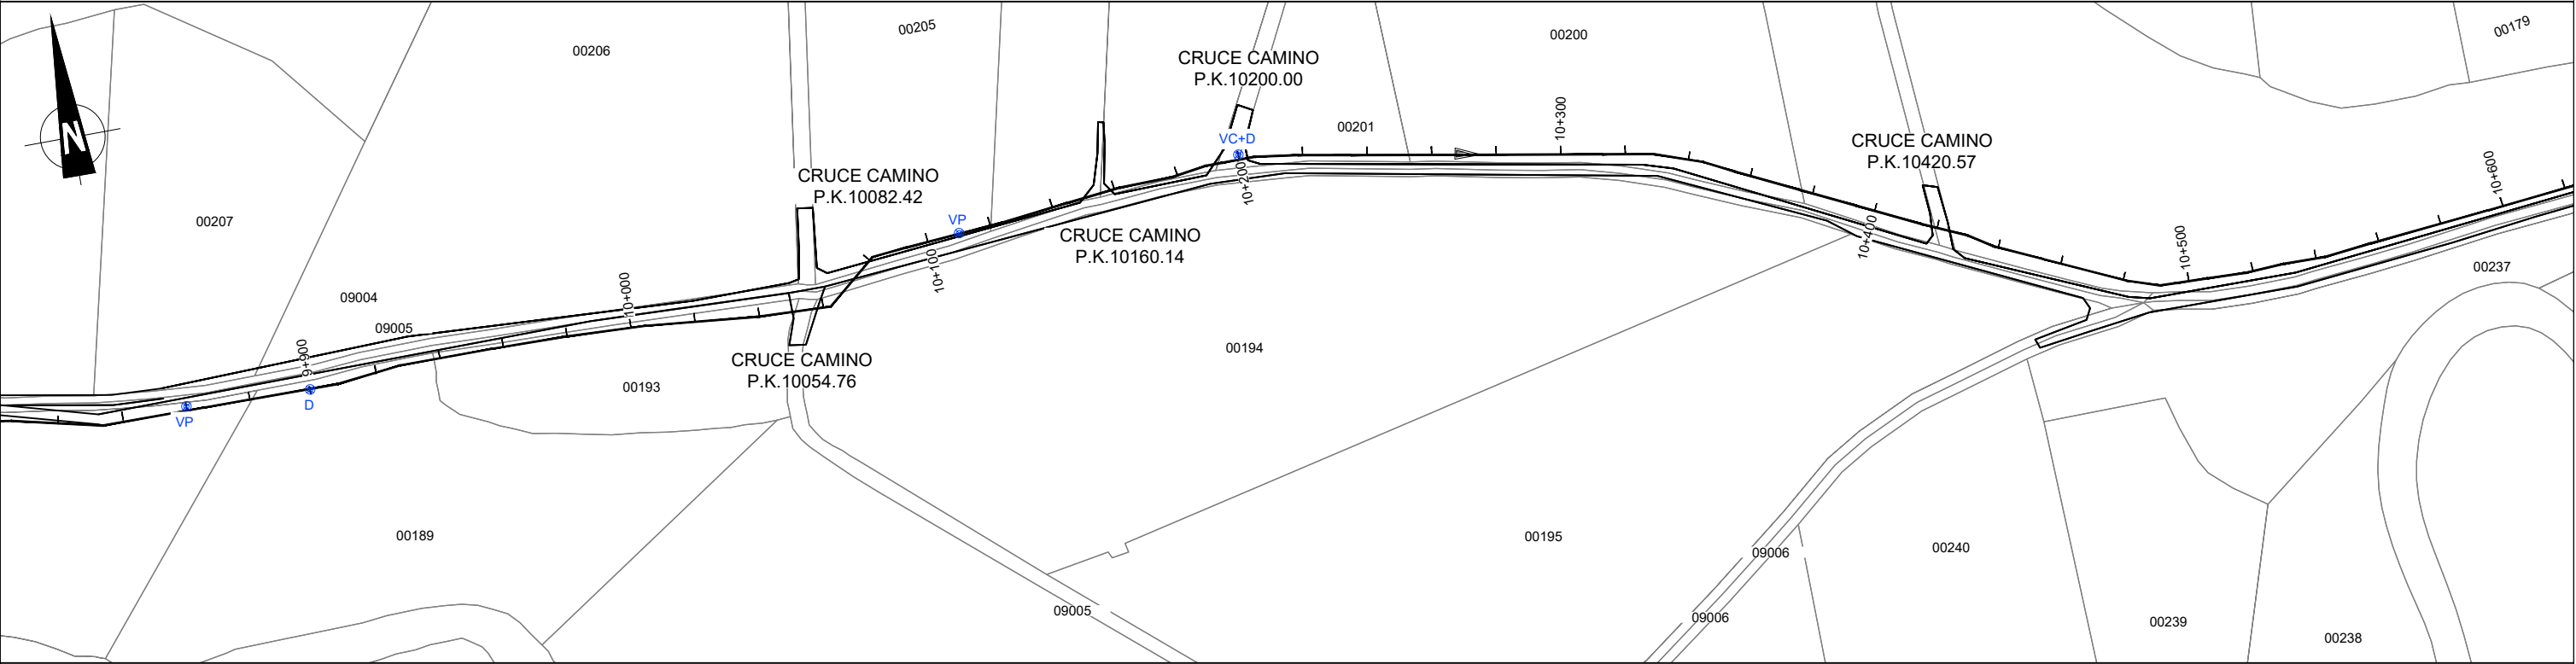 N
00206
00205
00200
00179
CRUCE CAMINO
P.K.10200.00
VC+D
00201
10+300
CRUCE CAMINO
P.K.10420.57
10+600
CRUCE CAMINO
P.K.10082.42
VP
10+200
00207
CRUCE CAMINO
P.K.10160.14
10+400
10+500
00237
10+100
10+000
09004
09005
9+900
D
VP
00193
CRUCE CAMINO
P.K.10054.76
00194
00189
00195
09006
00240
09005
09006
00239
00238